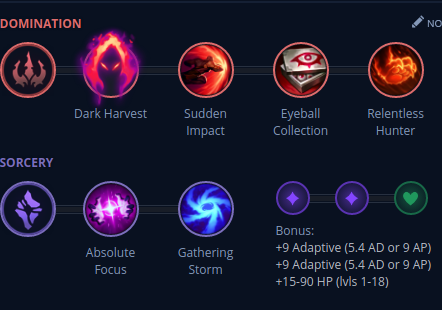 DOMINATION
NO
Dark Harvest
Sudden
Impact
Eyeball
Collection
Relentless
Hunter
SORCERY
Absolute
Focus
Gathering
Storm
Bonus:
+9 Adaptive (5.4 AD or 9 AP)
+9 Adaptive (5.4 AD or 9 AP)
+15-90 HP (lvls 1-18)